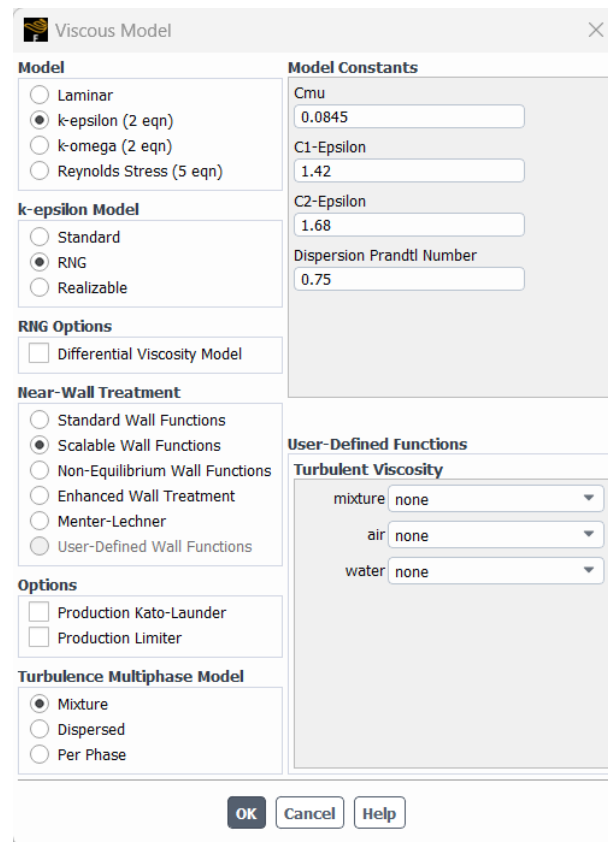 Viscous Model
Model
Laminar
k-epsilon (2 eqn)
k-omega (2 eqn)
Reynolds Stress (5 eqn)
k-epsilon Model
Standard
RNG
Realizable
RNG Options
Differential Viscosity Model
Near-Wall Treatment
Standard Wall Functions
Scalable Wall Functions
Non-Equilibrium Wall Functions
Enhanced Wall Treatment
Menter-Lechner
User-Defined Wall Functions
Options
Production Kato-Launder
Production Limiter
Turbulence Multiphase Model
Mixture
Dispersed
Per Phase
Model Constants
Cmu
0.0845
C1-Epsilon
1.42
C2-Epsilon
1.68
Dispersion Prandtl Number
0.75
User-Defined Functions
Turbulent Viscosity
mixture none
air none
water none
OK Cancel Help